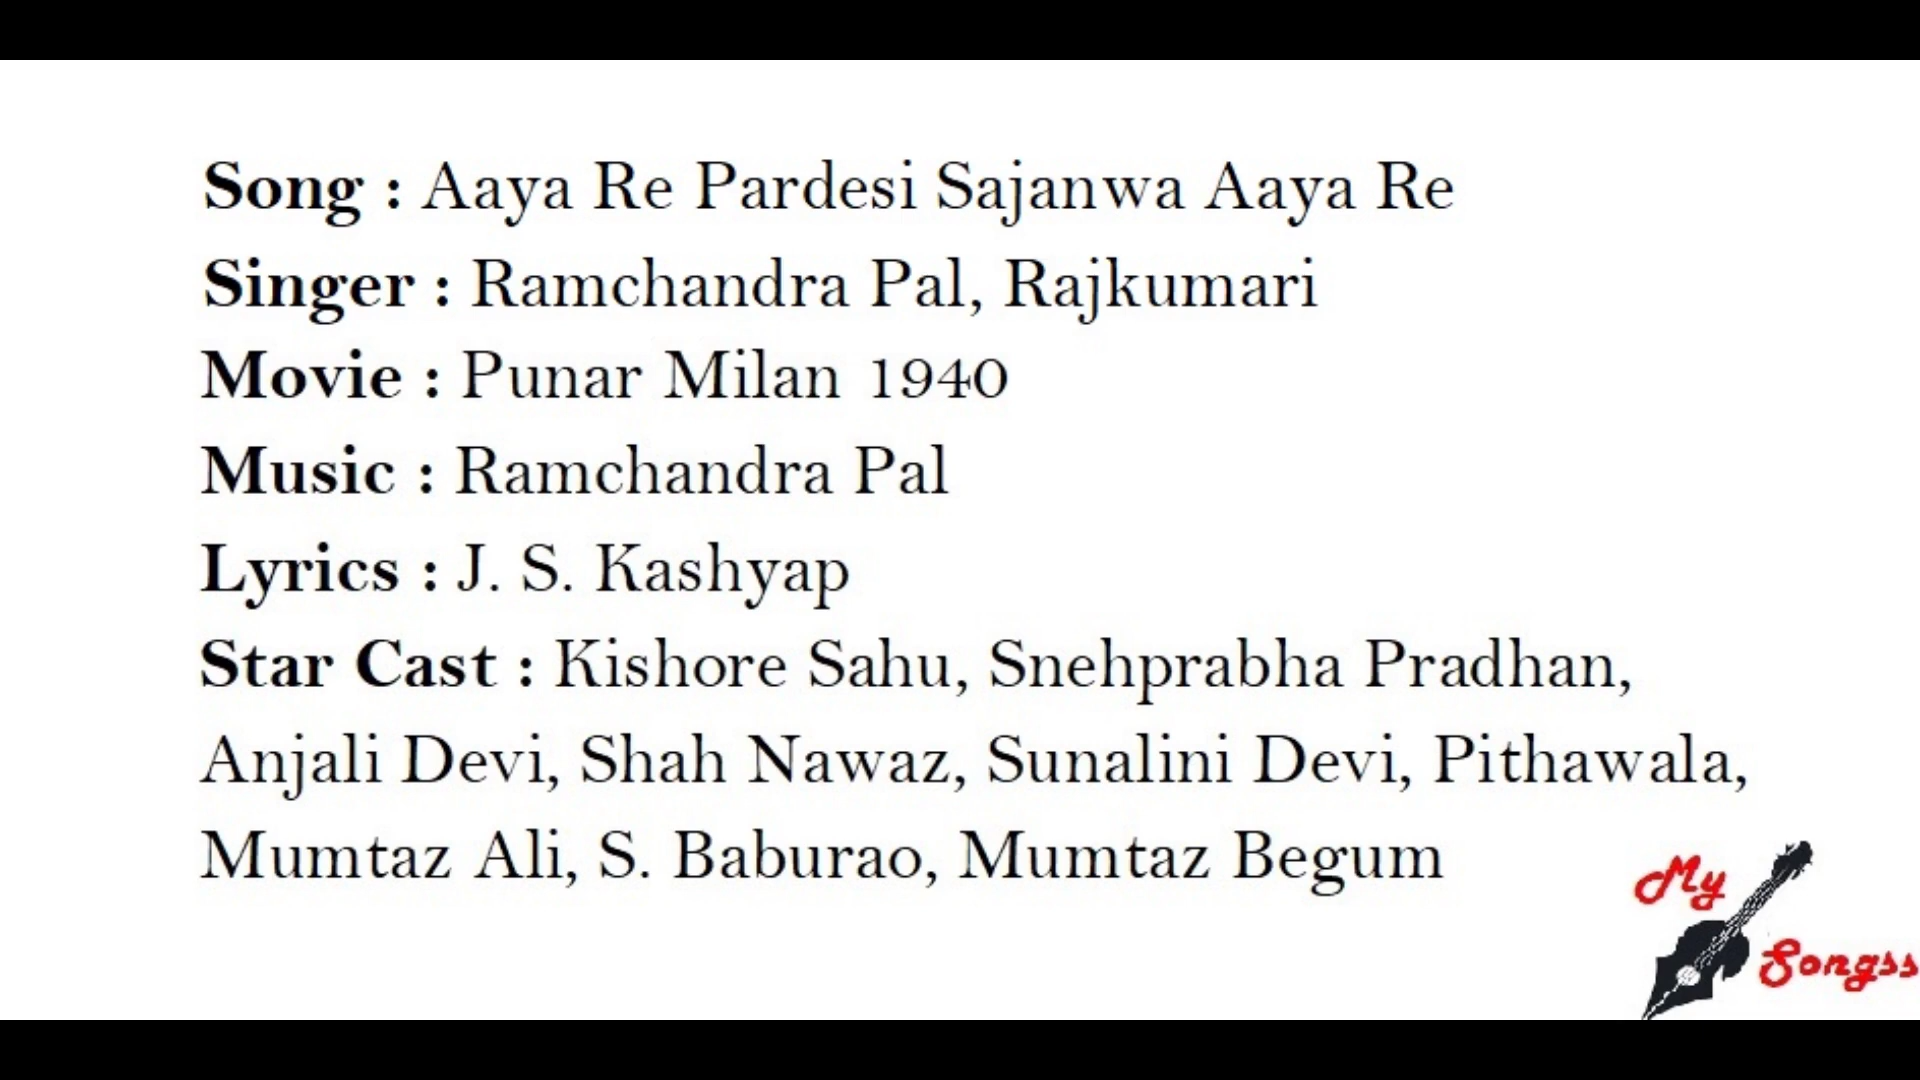 Song : Aaya Re Pardesi Sajanwa Aaya Re
Singer : Ramchandra Pal, Rajkumari
Movie : Punar Milan 1940
Music : Ramchandra Pal
Lyrics : J. S. Kashyap
Star Cast : Kishore Sahu, Snehprabha Pradhan,
Anjali Devi, Shah Nawaz, Sunalini Devi, Pithawala,
Mumtaz Ali, S. Baburao, Mumtaz Begum
My
Songss